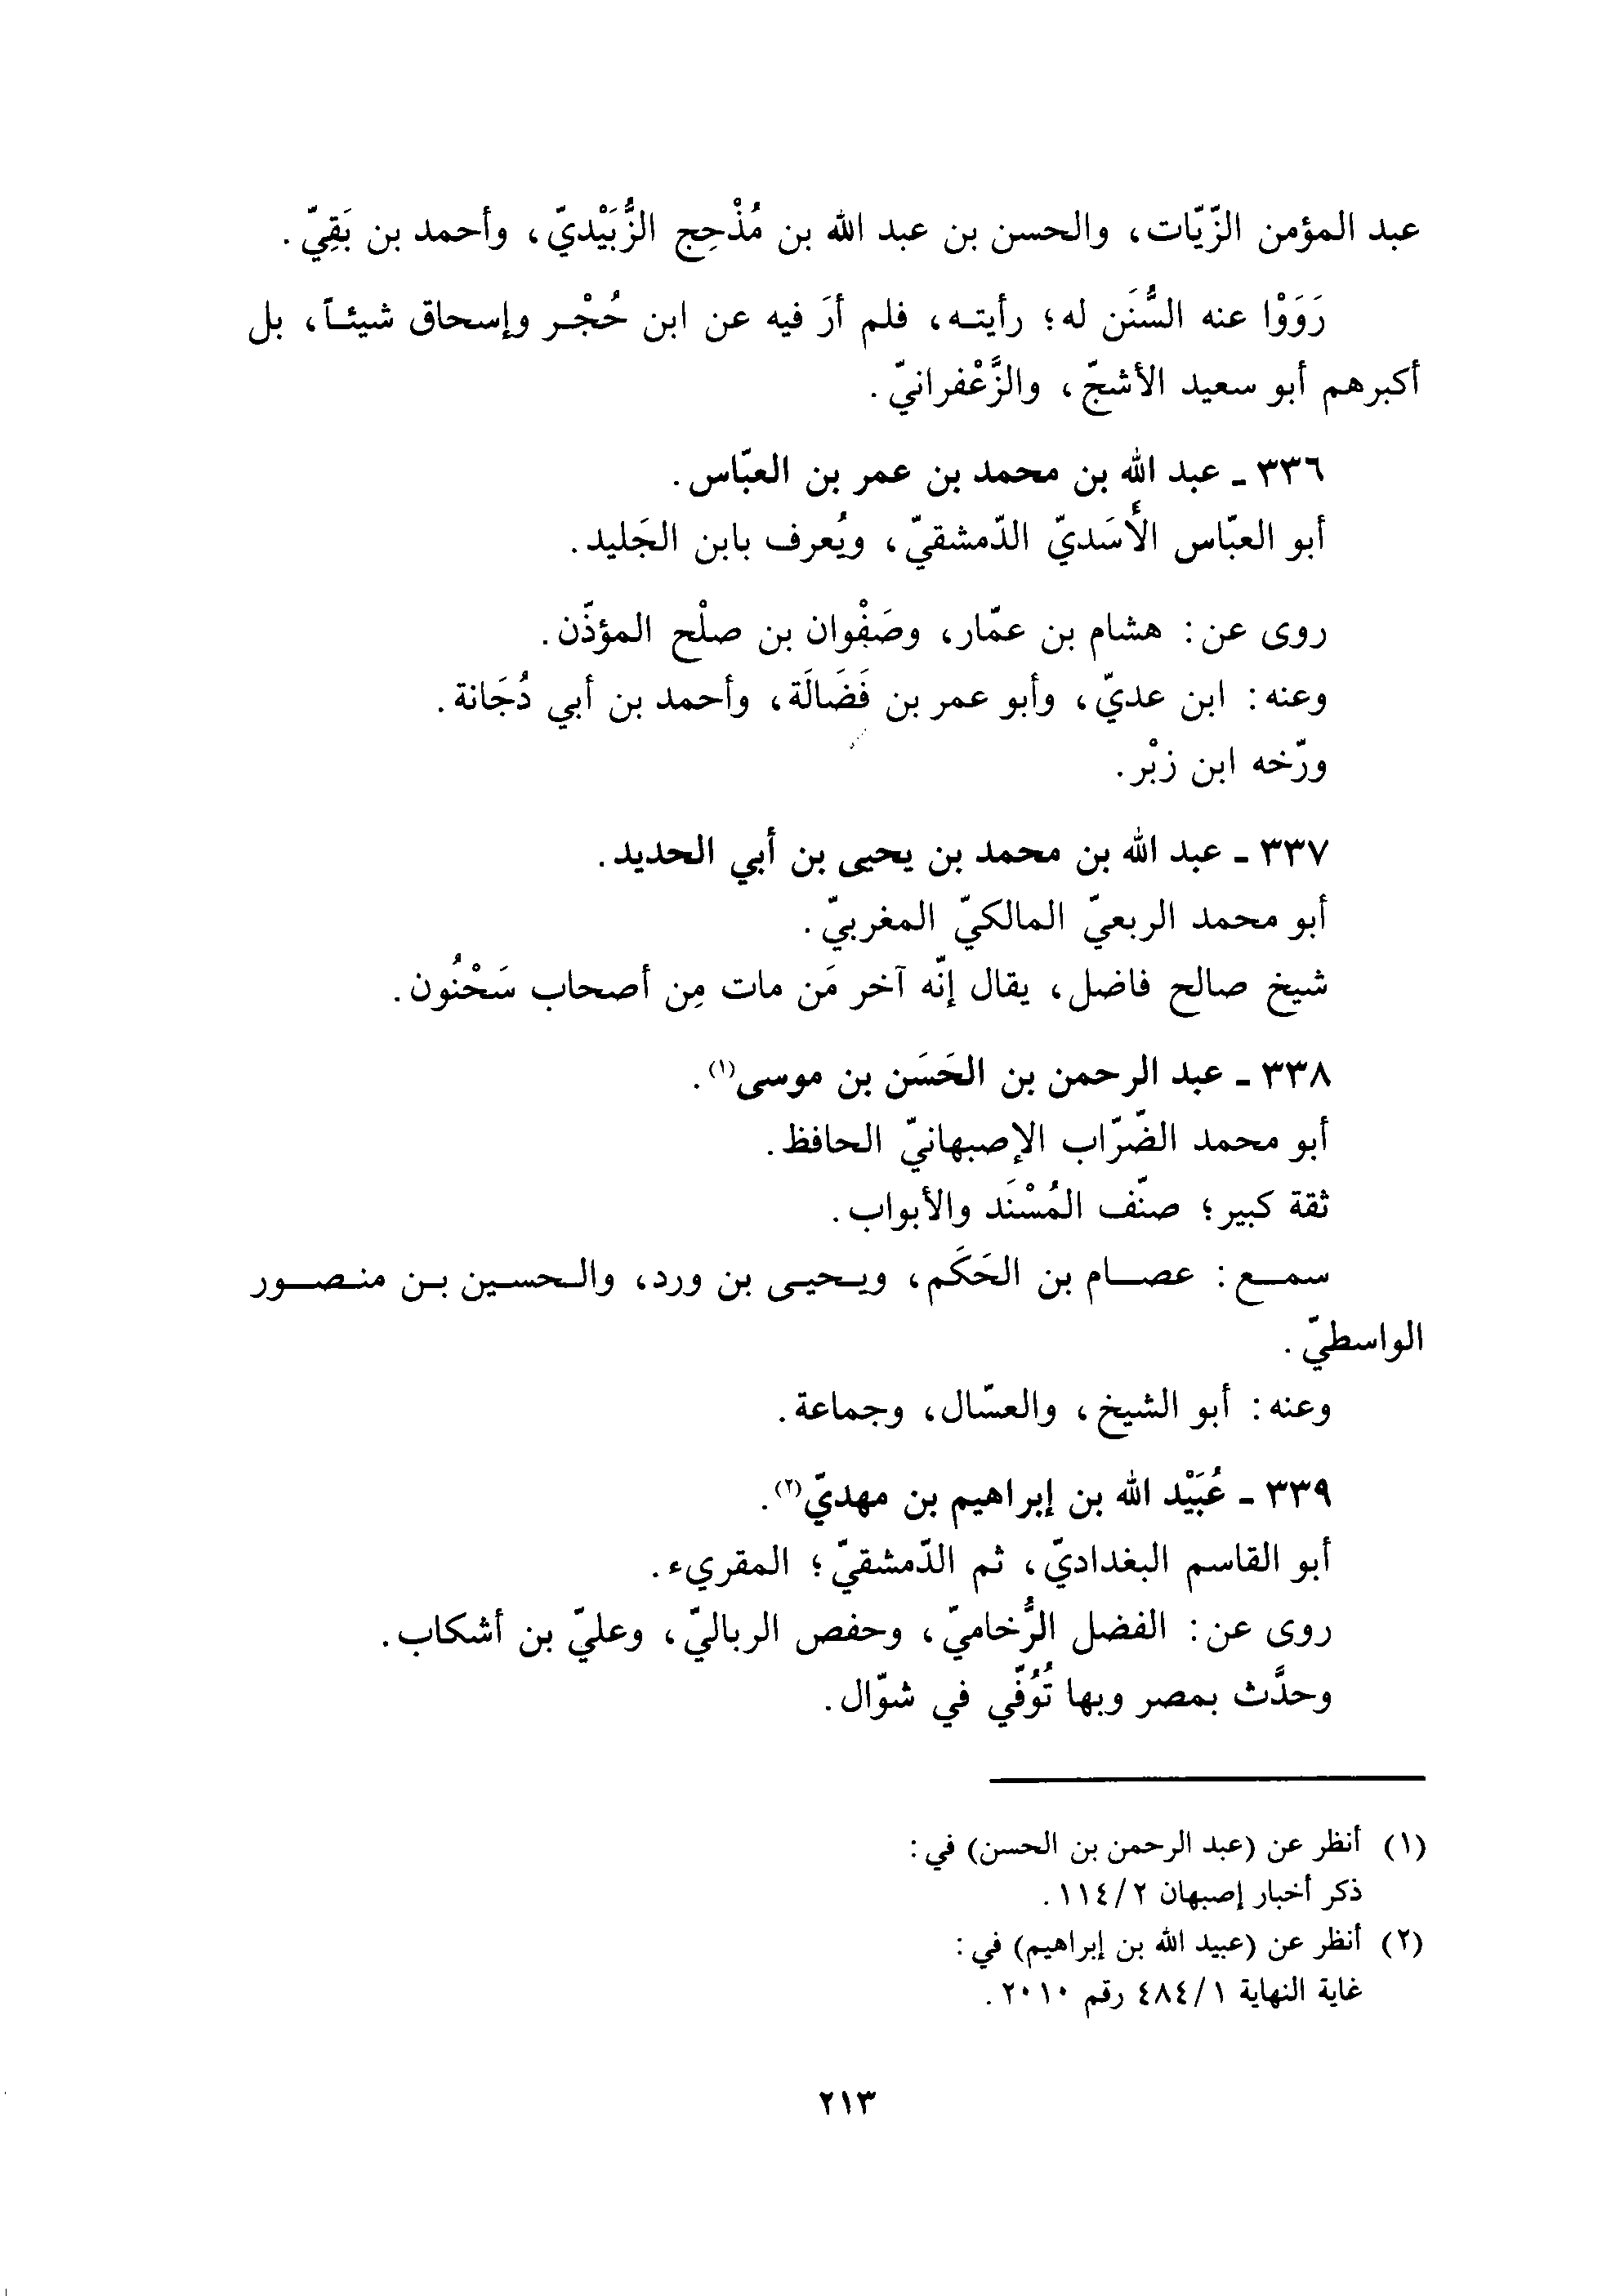 عبد المؤمن الزّيّات، والحسن بن عبد الله بن مُذْحِج الزُّبَيْديّ، وأحمد بن بَقِيّ.
رَوَوْا عنه السُّنَن له؛ رأيته، فلم أرَ فيه عن ابن حُجْر وإسحاق شيئاً، بل
أكبرهم أبو سعيد الأشجّ، والزَّعْفرانيّ.
٣٣٦ - عبد الله بن محمد بن عمر بن العبّاس.
أبو العبّاس الأَسَديّ الدّمشقيّ، ويُعرف بابن الجَليد.
روى عن: هشام بن عمّار، وصَفْوان بن صلْح المؤذّن.
وعنه: ابن عديّ، وأبو عمر بن فَضَالَة، وأحمد بن أبي دُجَانة.
ورّخه ابن زبْر.
٣٣٧ - عبد الله بن محمد بن يحيى بن أبي الحديد.
أبو محمد الربعيّ المالكيّ المغربيّ.
شيخ صالح فاضل، يقال إنّه آخر مَن مات مِن أصحاب سَحْنُون.
٣٣٨ - عبد الرحمن بن الحَسَن بن موسى(١).
أبو محمد الضّرّاب الإصبهانيّ الحافظ.
ثقة كبير؛ صنّف المُسْنَد والأبواب.
سمع: عصام بن الحَكَم، ويحيى بن ورد، والحسين بن منصور
الواسطيّ.
وعنه: أبو الشيخ، والعسّال، وجماعة.
٣٣٩ - عُبَيْد الله بن إبراهيم بن مهديّ(٢).
أبو القاسم البغداديّ، ثم الدّمشقيّ؛ المقريء.
روى عن: الفضل الرُّخاميّ، وحفص الرباليّ، وعليّ بن أشكاب.
وحدَّث بمصر وبها تُوُفّي في شوّال.
(١) أنظر عن (عبد الرحمن بن الحسن) في:
ذكر أخبار إصبهان ٢/١١٤.
(٢) أنظر عن (عبيد الله بن إبراهيم) في:
غاية النهاية ١/٤٨٤ رقم ٢٠١٠.
٢١٣